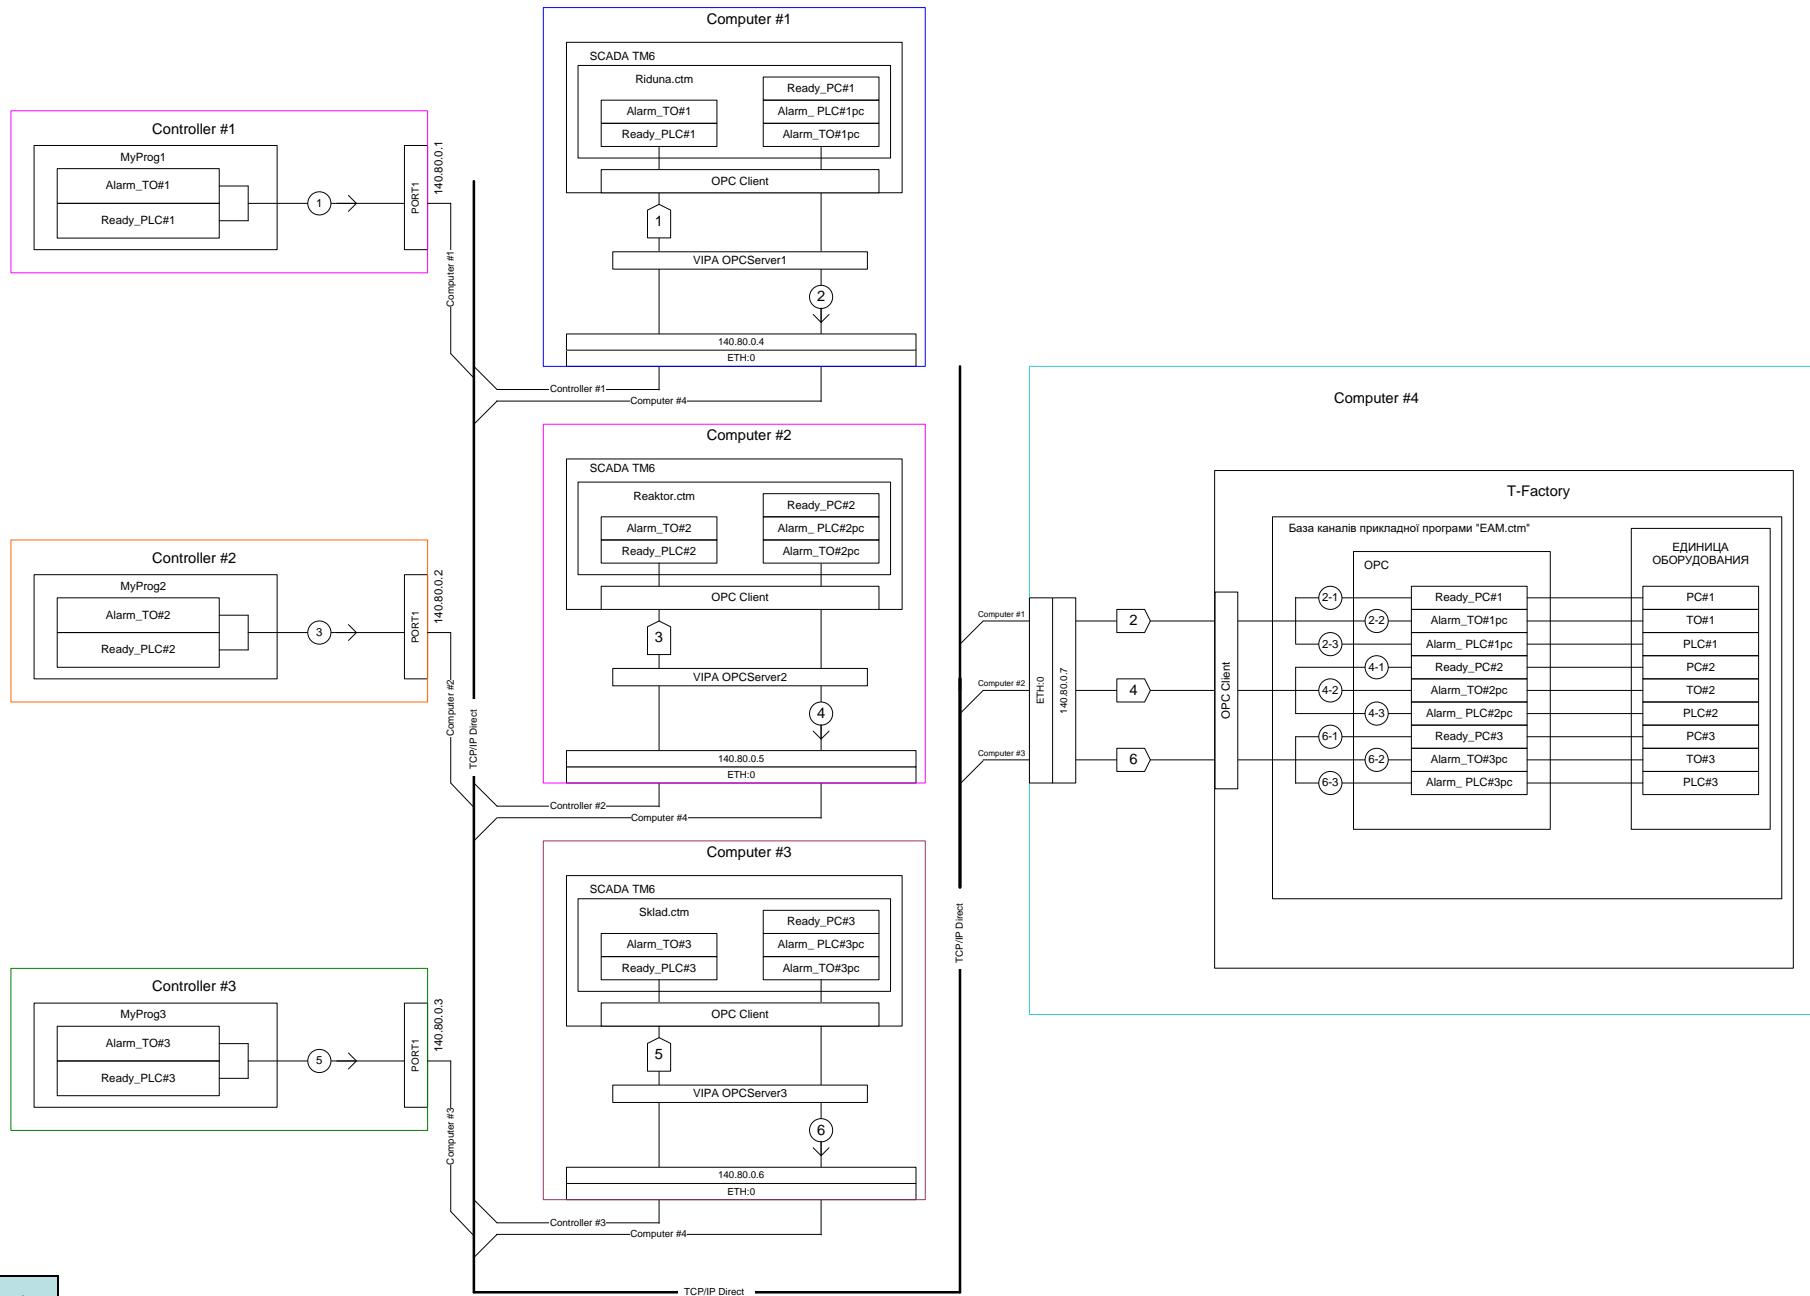 Controller #1
MyProg1
Alarm_TO#1
Ready_PLC#1
1
PORT1
140.80.0.1
Computer #1
Controller #2
MyProg2
Alarm_TO#2
Ready_PLC#2
3
PORT1
140.80.0.2
Computer #2
Controller #3
MyProg3
Alarm_TO#3
Ready_PLC#3
5
PORT1
140.80.0.3
Computer #3
TCP/IP Direct
Computer #1
SCADA TM6
Riduna.ctm
Alarm_TO#1
Ready_PLC#1
Ready_PC#1
Alarm_ PLC#1pc
Alarm_TO#1pc
OPC Client
1
VIPA OPCServer1
2
140.80.0.4
ETH:0
Controller #1
Computer #4
Computer #2
SCADA TM6
Reaktor.ctm
Alarm_TO#2
Ready_PLC#2
Ready_PC#2
Alarm_ PLC#2pc
Alarm_TO#2pc
OPC Client
3
VIPA OPCServer2
4
140.80.0.5
ETH:0
Controller #2
Computer #4
Computer #3
SCADA TM6
Sklad.ctm
Alarm_TO#3
Ready_PLC#3
Ready_PC#3
Alarm_ PLC#3pc
Alarm_TO#3pc
OPC Client
5
VIPA OPCServer3
6
140.80.0.6
ETH:0
Controller #3
Computer #4
TCP/IP Direct
TCP/IP Direct
Computer #4
Computer #1
Computer #2
Computer #3
ETH:0
140.80.0.7
2
4
6
OPC Client
T-Factory
База каналів прикладної програми "EAM.ctm"
OPC
2-1
2-2
2-3
4-1
4-2
4-3
6-1
6-2
6-3
Ready_PC#1
Alarm_TO#1pc
Alarm_ PLC#1pc
Ready_PC#2
Alarm_TO#2pc
Alarm_ PLC#2pc
Ready_PC#3
Alarm_TO#3pc
Alarm_ PLC#3pc
ЕДИНИЦА
ОБОРУДОВАНИЯ
PC#1
TO#1
PLC#1
PC#2
TO#2
PLC#2
PC#3
TO#3
PLC#3